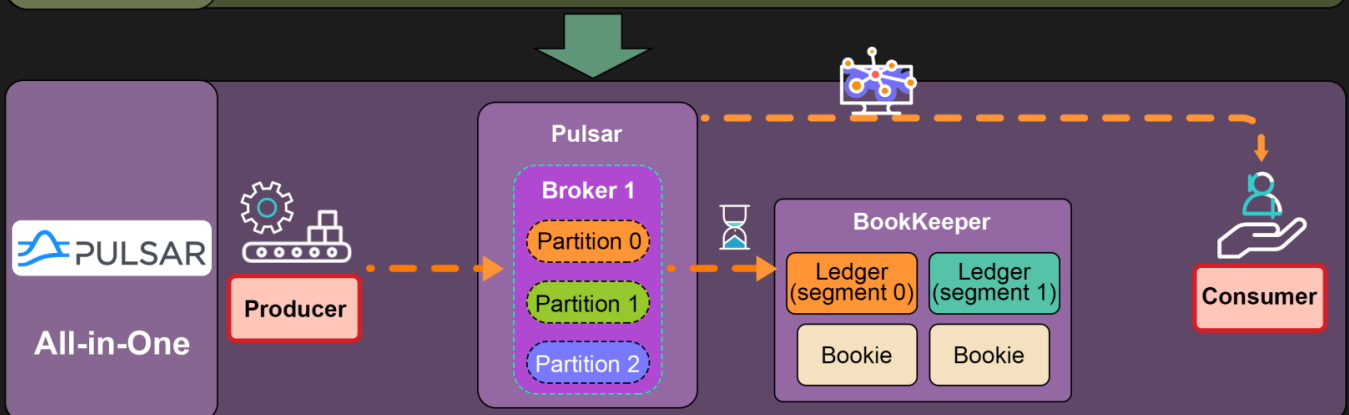 PULSAR
All-in-One
Producer
Pulsar
Broker 1
Partition 0
Partition 1
Partition 2
BookKeeper
Ledger
(segment 0)
Ledger
(segment 1)
Bookie
Bookie
Consumer